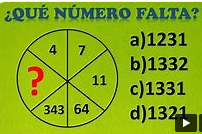 ¿QUÉ NÚMERO FALTA?
4 7
? 11
343 64
a)1231
b)1332
c)1331
d)1321